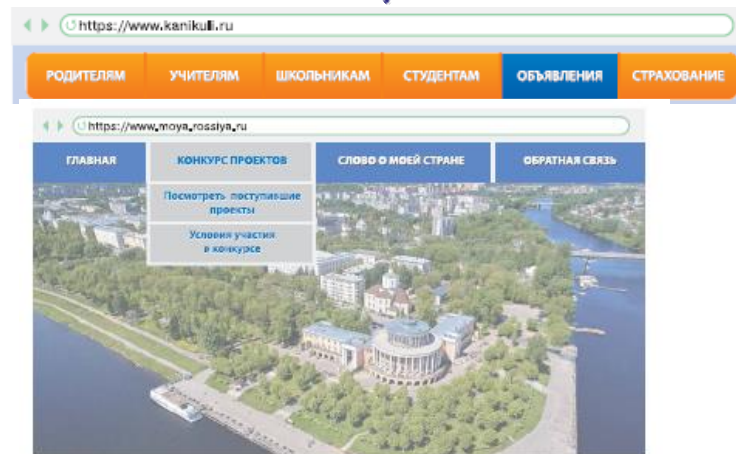 https://www.kanikuli.ru
РОДИТЕЛЯМ УЧИТЕЛЯМ ШКОЛЬНИКАМ СТУДЕНТАМ ОБЪЯВЛЕНИЯ СТРАХОВАНИЕ
https://www.moya_rossiya.ru
ГЛАВНАЯ КОНКУРС ПРОЕКТОВ СЛОВО О МОЕЙ СТРАНЕ ОБРАТНАЯ СВЯЗЬ
Посмотреть поступившие
проекты
Условия участия
в конкурсе